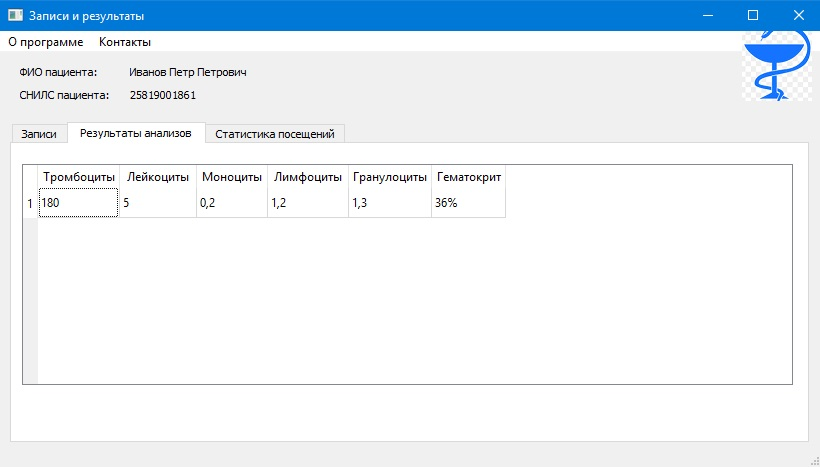 Записи и результаты
О программе Контакты
ФИО пациента: Иванов Петр Петрович
СНИЛС пациента: 25819001861
Записи Результаты анализов Статистика посещений
Тромбоциты Лейкоциты Моноциты Лимфоциты Гранулоциты Гематокрит
1 180 5 0,2 1,2 1,3 36%